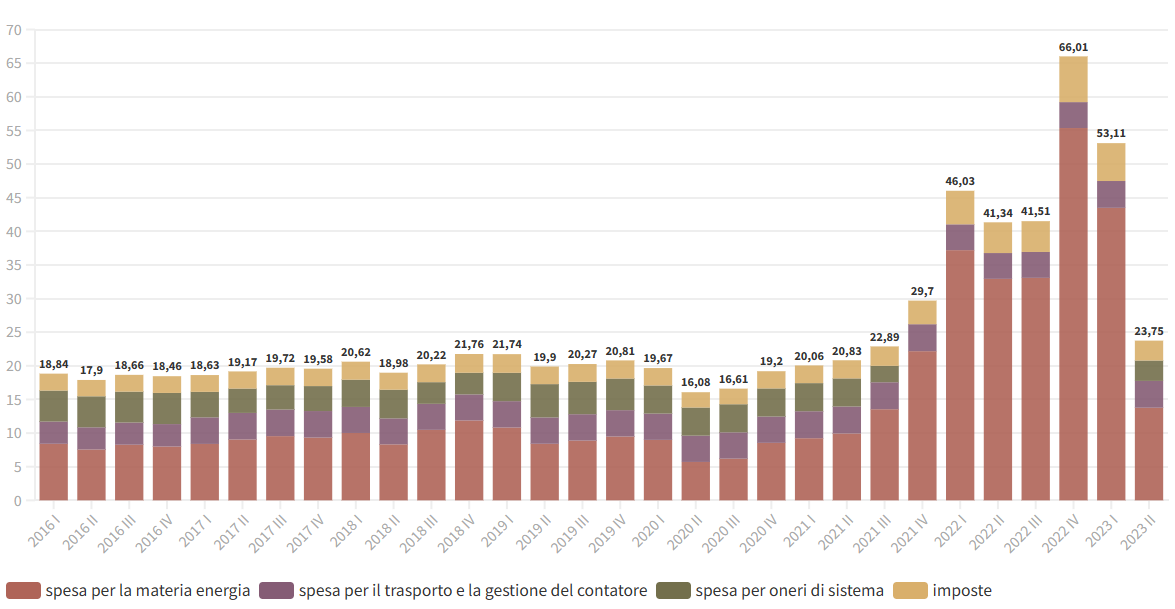 70
65
60
55
50
45
40
35
30
25
20
15
10
5
0
18,84
17,9
18,66
18,46
18,63
19,17
19,72
19,58
20,62
18,98
20,22
21,76
21,74
19,9
20,27
20,81
19,67
16,08
16,61
19,2
20,06
20,83
22,89
29,7
46,03
41,34
41,51
66,01
53,11
23,75
2016 I
2016 II
2016 III
2016 IV
2017 I
2017 II
2017 III
2017 IV
2018 I
2018 II
2018 III
2018 IV
2019 I
2019 II
2019 III
2019 IV
2020 I
2020 II
2020 III
2020 IV
2021 I
2021 II
2021 III
2021 IV
2022 I
2022 II
2022 III
2022 IV
2023 I
2023 II
spesa per la materia energia
spesa per il trasporto e la gestione del contatore
spesa per oneri di sistema
imposte